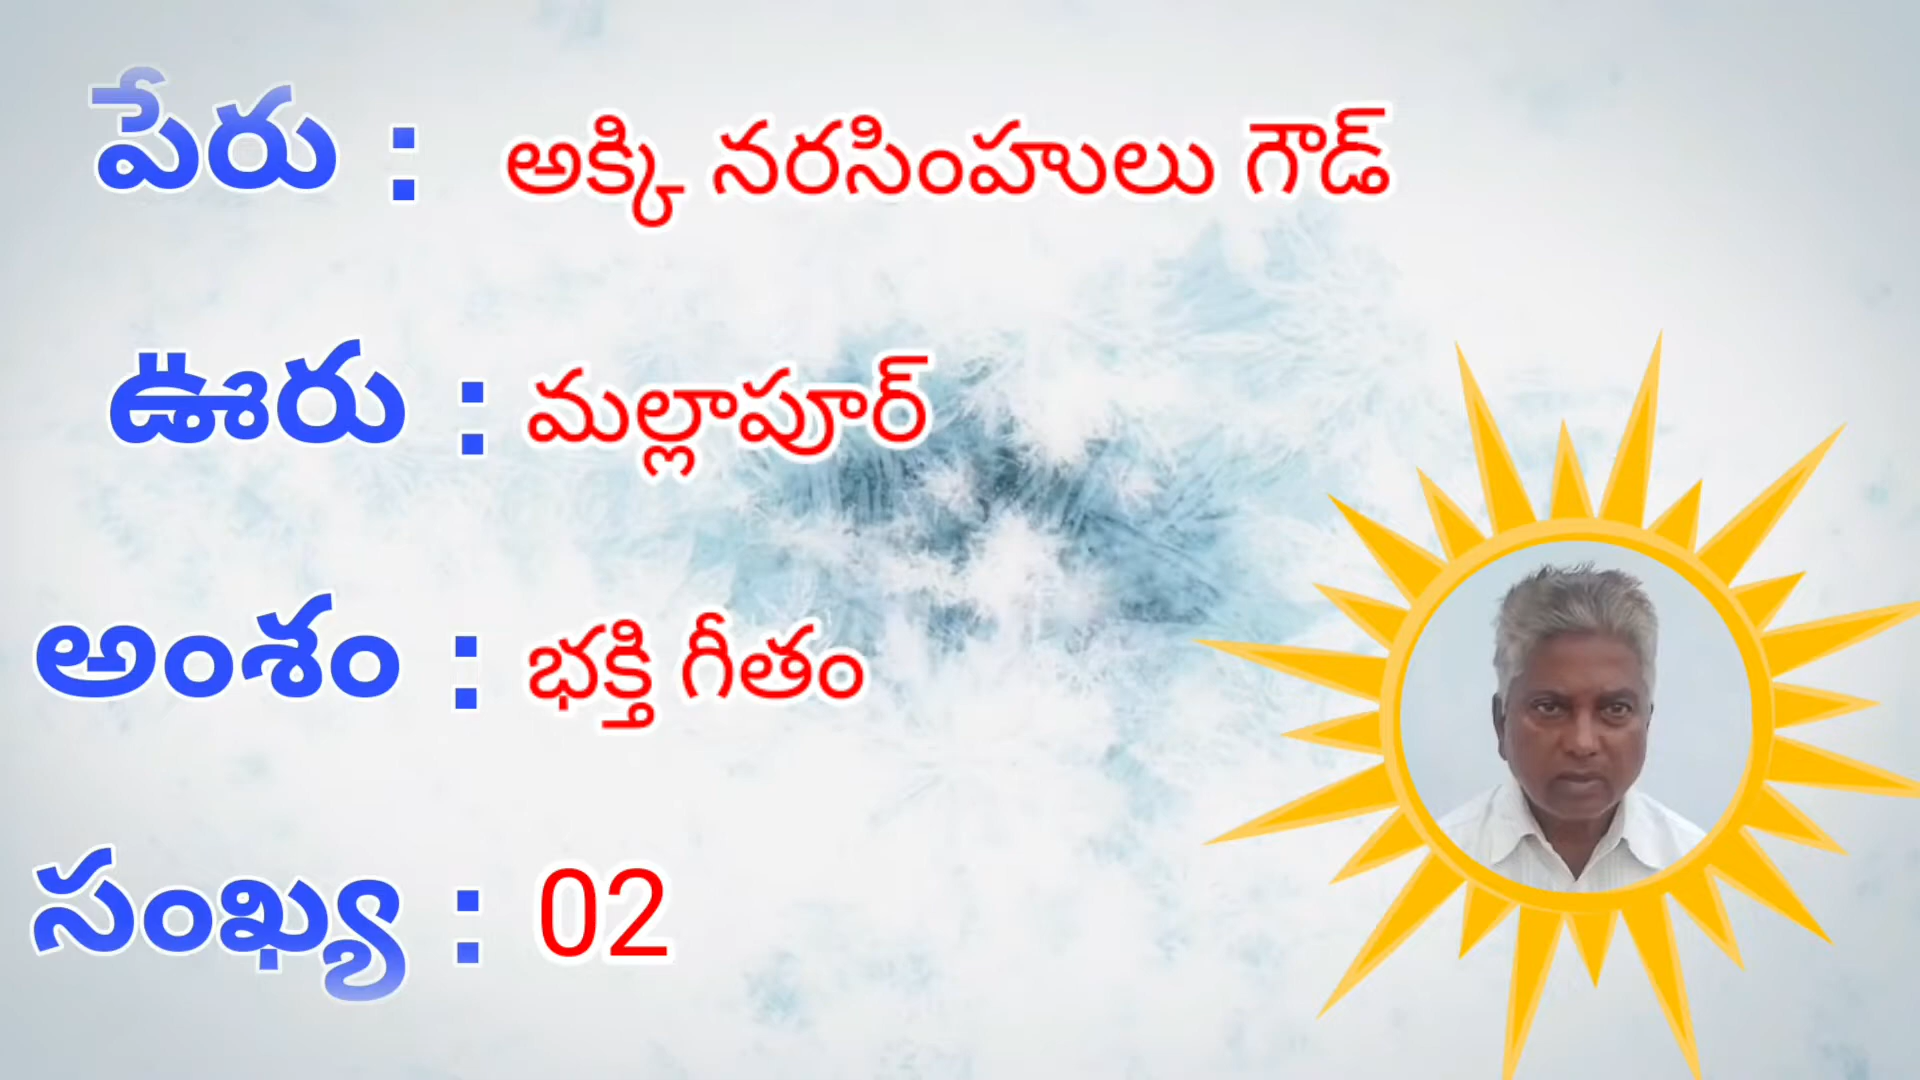 పేరు : అక్కి నరసింహులు గౌడ్
ఊరు : మల్లాపూర్
అంశం : భక్తి గీతం
సంఖ్య : 02